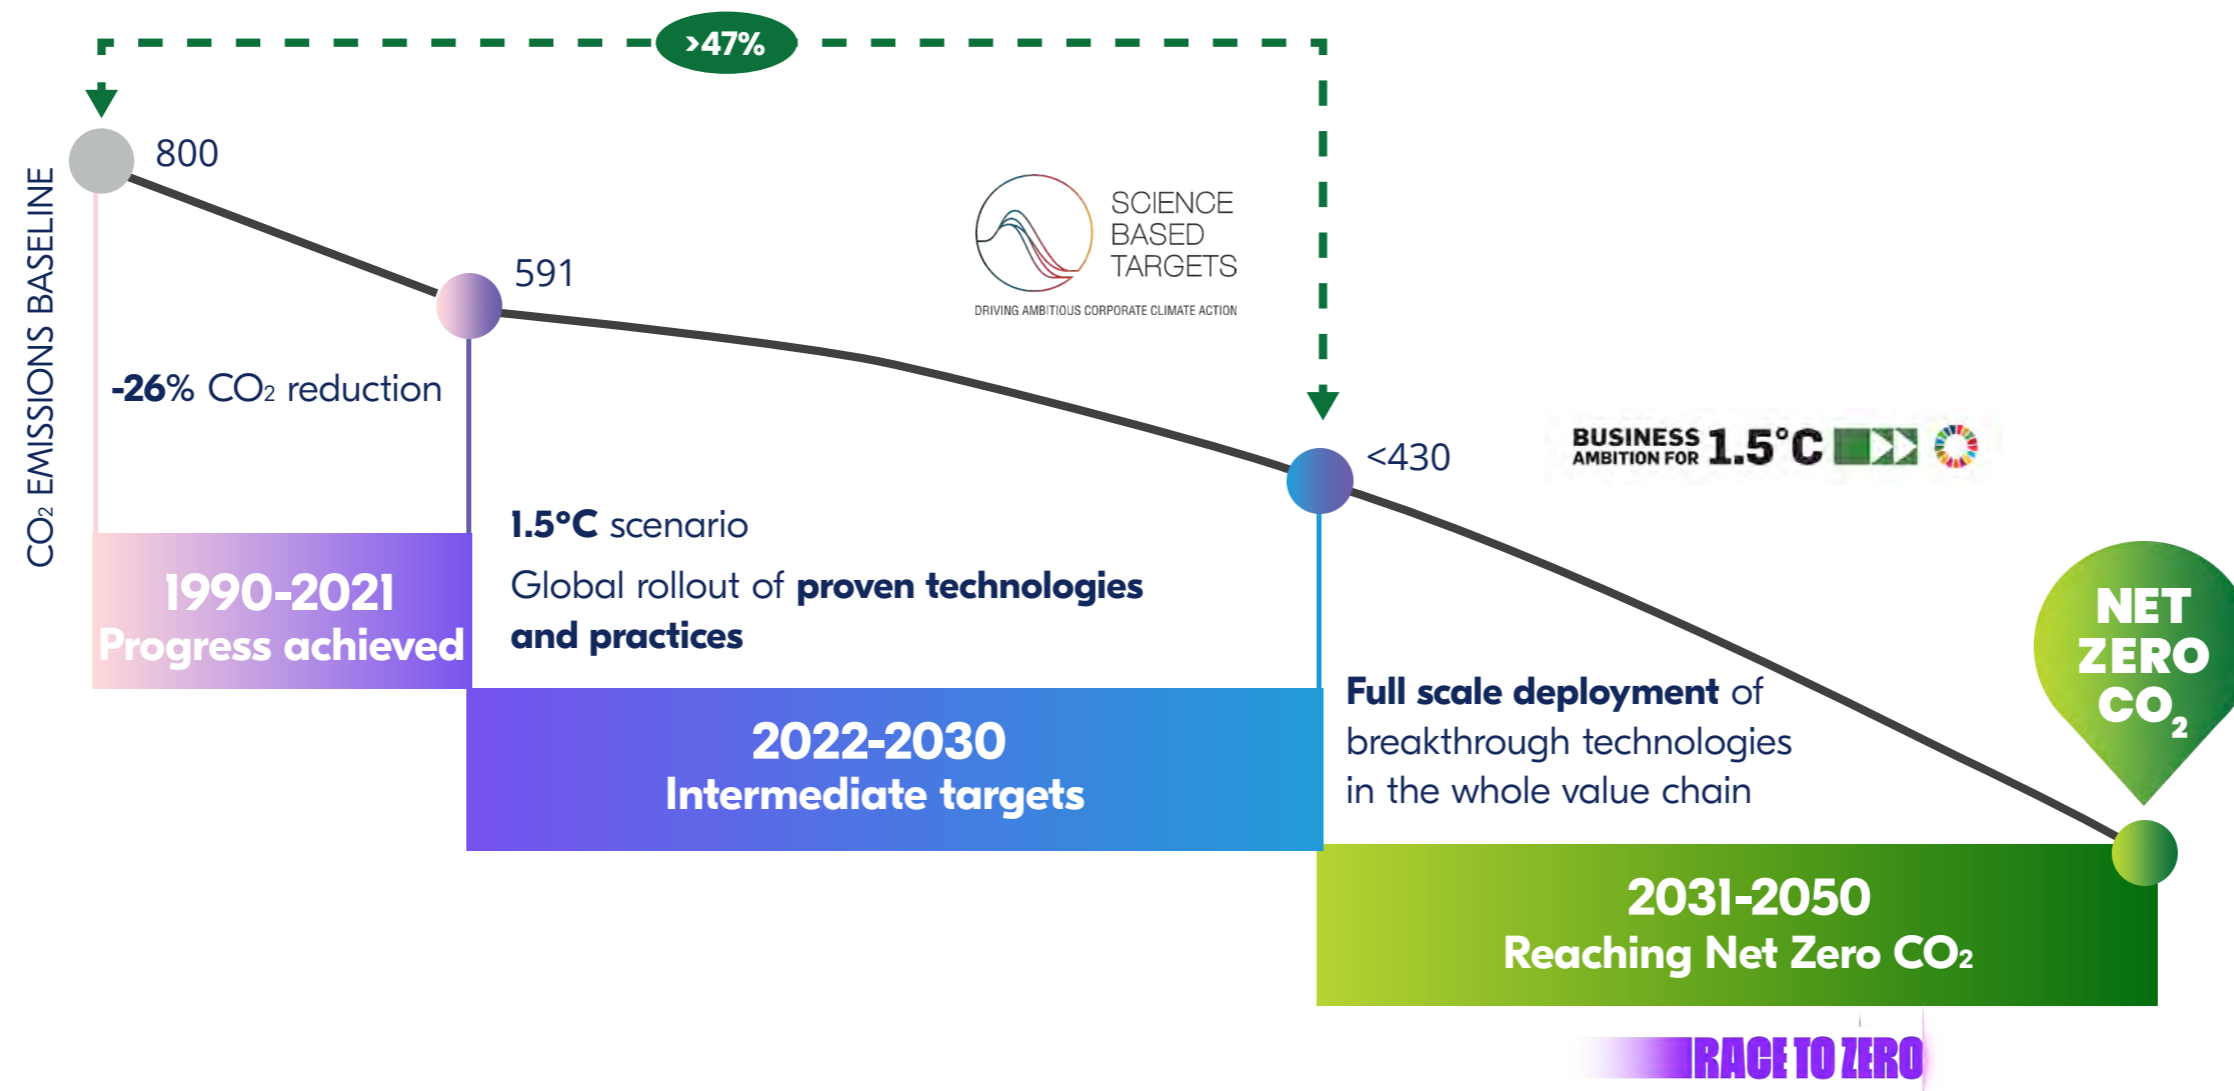 >47%
800
CO₂ EMISSIONS BASELINE
591
SCIENCE
BASED
TARGETS
DRIVING AMBITIOUS CORPORATE CLIMATE ACTION
-26% CO₂ reduction
<430
BUSINESS
AMBITION FOR
1.5°C
1.5°C scenario
Global rollout of proven technologies
and practices
1990-2021
Progress achieved
NET
ZERO
CO₂
Full scale deployment of
breakthrough technologies
in the whole value chain
2022-2030
Intermediate targets
2031-2050
Reaching Net Zero CO₂
RACE TO ZERO